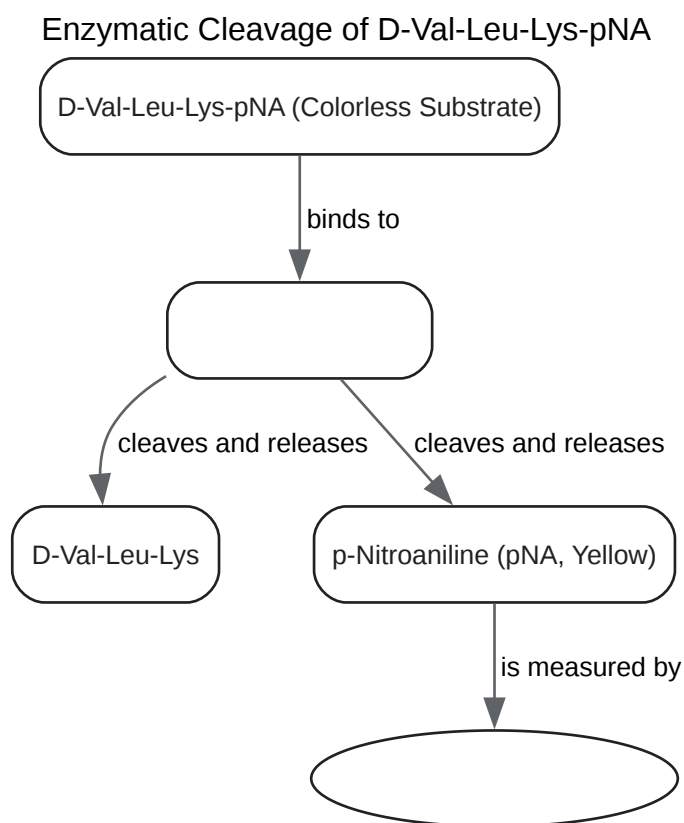 Enzymatic Cleavage of D-Val-Leu-Lys-pNA
D-Val-Leu-Lys-pNA (Colorless Substrate)
binds to
cleaves and releases
cleaves and releases
D-Val-Leu-Lys
p-Nitroaniline (pNA, Yellow)
is measured by